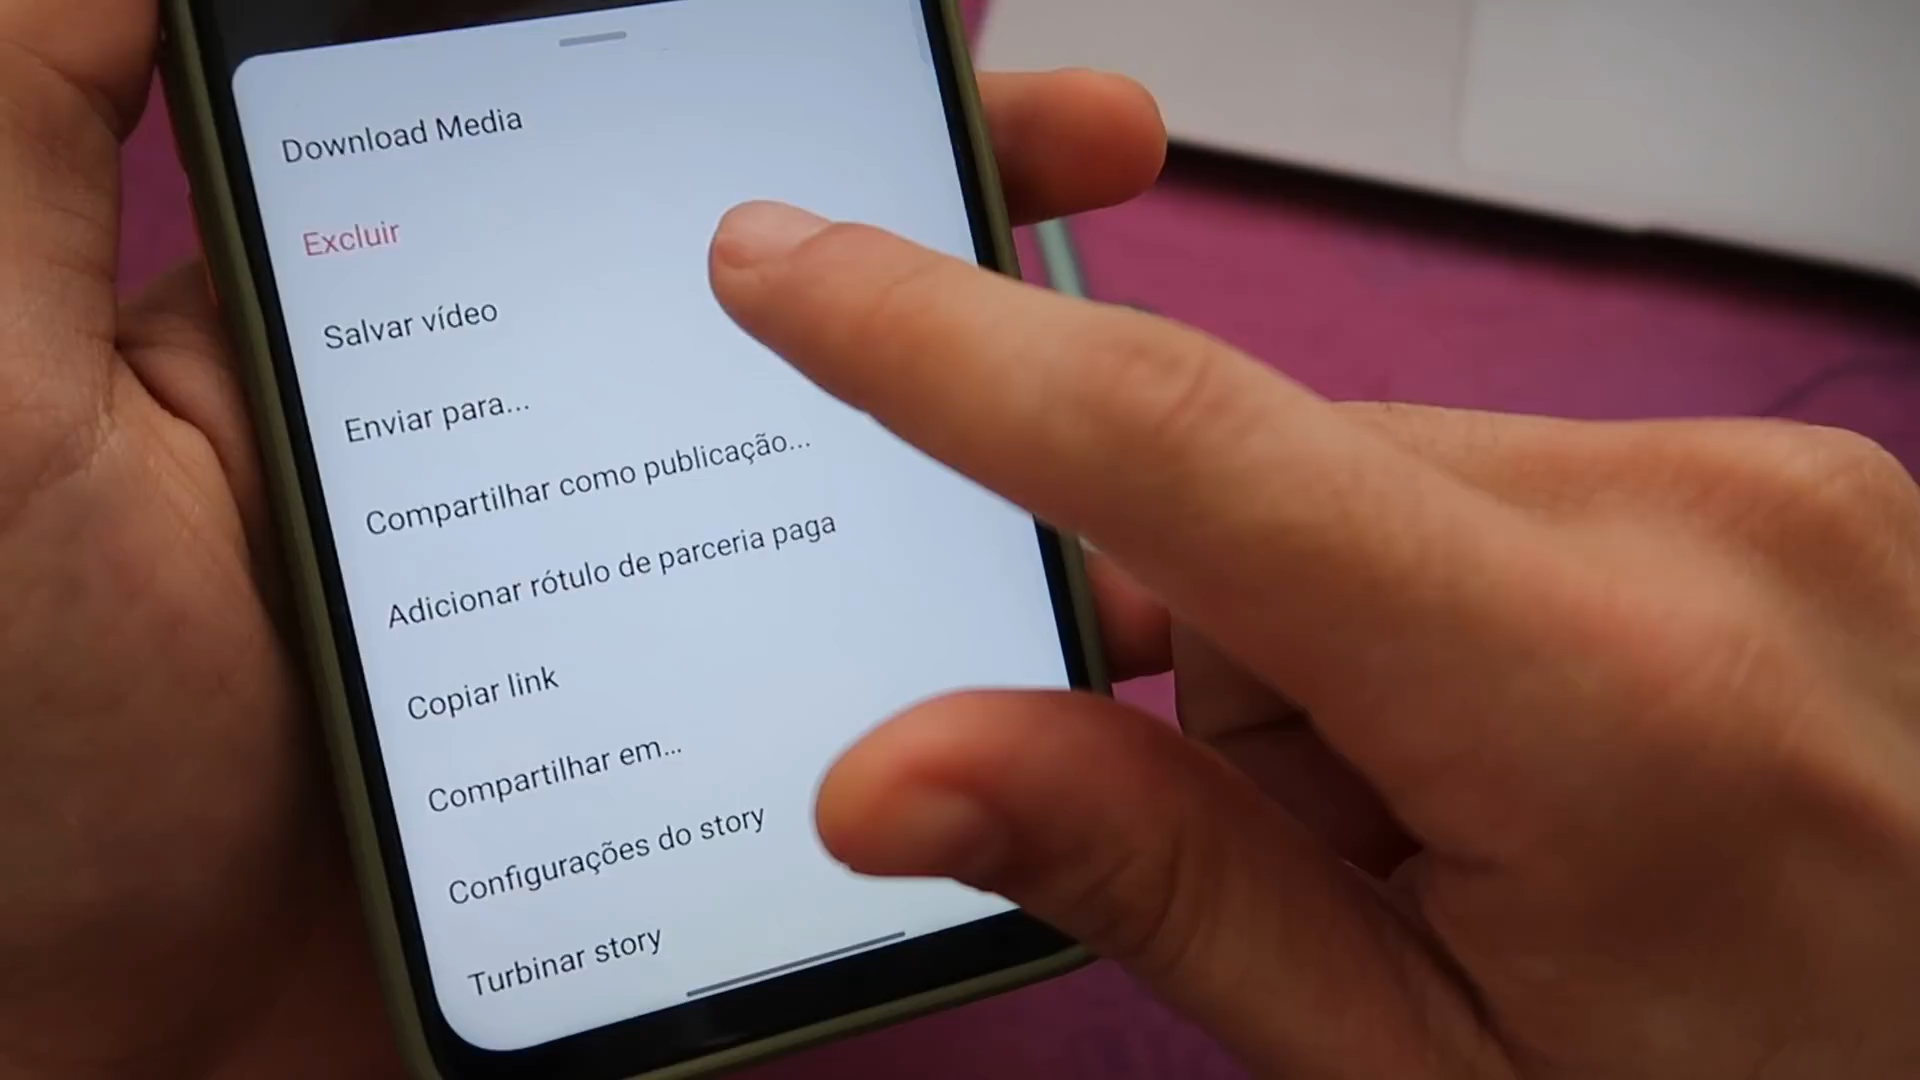 Download Media
Excluir
Salvar vídeo
Enviar para...
Compartilhar como publicação...
Adicionar rótulo de parceria paga
Copiar link
Compartilhar em...
Configurações do story
Turbinar story